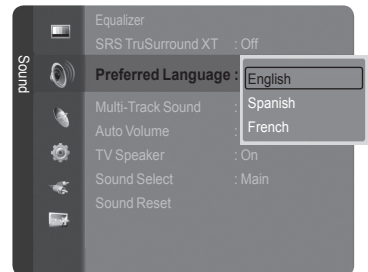 Sound
Equalizer
SRS TruSurround XT : Off
Preferred Language : English
Spanish
French
Multi-Track Sound :
Auto Volume :
TV Speaker : On
Sound Select : Main
Sound Reset